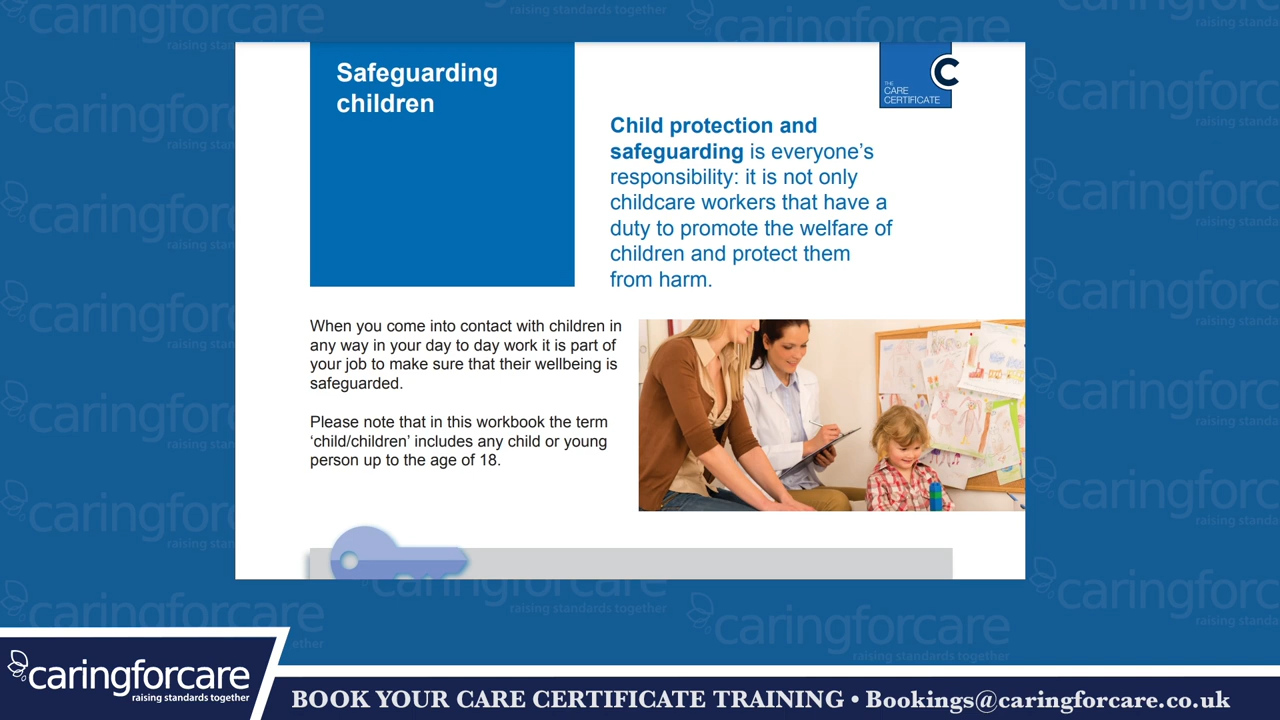 Safeguarding
children
THE
CARE
CERTIFICATE
C
Child protection and
safeguarding is everyone’s
responsibility: it is not only
childcare workers that have a
duty to promote the welfare of
children and protect them
from harm.
When you come into contact with children in
any way in your day to day work it is part of
your job to make sure that their wellbeing is
safeguarded.
Please note that in this workbook the term
‘child/children’ includes any child or young
person up to the age of 18.
caringforcare
raising standards together
BOOK YOUR CARE CERTIFICATE TRAINING • Bookings@caringforcare.co.uk